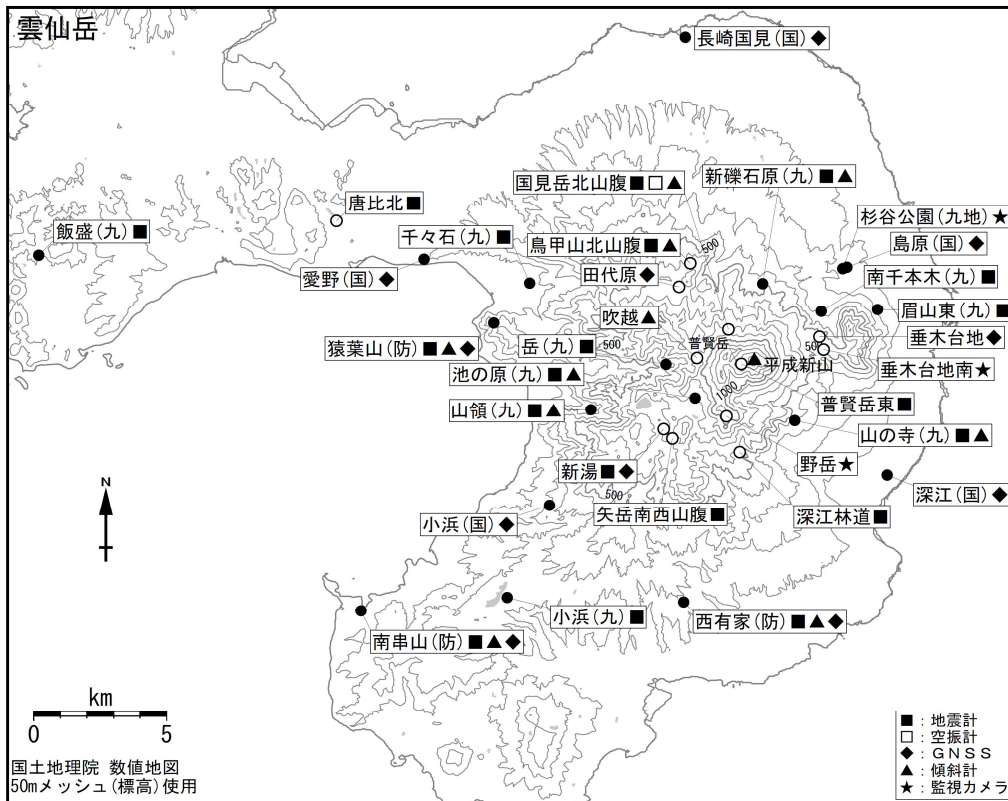 雲仙岳
長崎国見(国)◆
国見岳北山腹■□▲
新礫石原(九)■▲
唐比北■
杉谷公園(九地)★
飯盛(九)■
千々石(九)■
鳥甲山北山腹■▲
島原(国)◆
愛野(国)◆
田代原◆
南千本木(九)■
500
吹越▲
眉山東(九)■
猿葉山(防)■▲◆
岳(九)■
500
普賢岳
500
垂木台地◆
平成新山
池の原(九)■▲
垂木台地南★
1000
山領(九)■▲
普賢岳東■
山の寺(九)■▲
新湯■◆
野岳★
500
深江(国)◆
N
小浜(国)◆
矢岳南西山腹■
深江林道■
小浜(九)■
西有家(防)■▲◆
南串山(防)■▲◆
km
0 5
国土地理院 数値地図
50mメッシュ(標高)使用
■：地震計
□：空振計
◆：GNSS
▲：傾斜計
★：監視カメラ